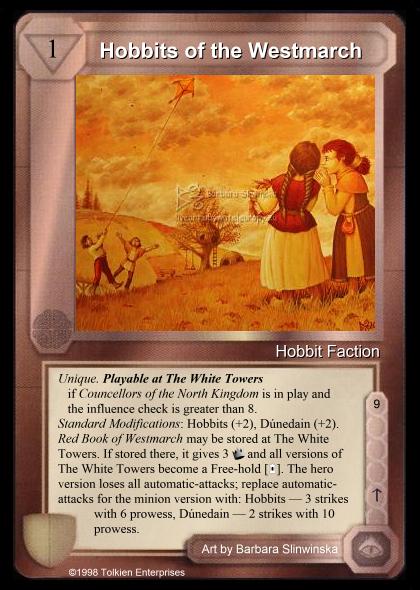 1
Hobbits of the Westmarch
Barbara Slinwinska
Hobbit Faction
Unique. Playable at The White Towers
if Councellors of the North Kingdom is in play and
the influence check is greater than 8.
Standard Modifications: Hobbits (+2), Dúnedain (+2).
Red Book of Westmarch may be stored at The White
Towers. If stored there, it gives 3 and all versions of
The White Towers become a Free-hold [ ]. The hero
version loses all automatic-attacks; replace automatic-
attacks for the minion version with: Hobbits — 3 strikes
with 6 prowess, Dúnedain — 2 strikes with 10
prowess.
9
Art by Barbara Slinwinska
©1998 Tolkien Enterprises